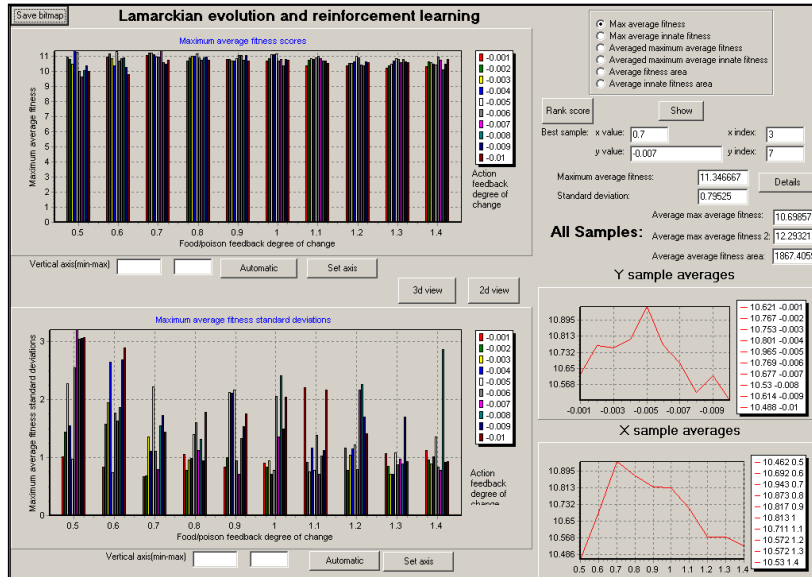 Save bitmap
Lamarckian evolution and reinforcement learning
Maximum average fitness scores
Maximum average fitness
11
10
9
8
7
6
5
4
3
2
1
0
0.5 0.6 0.7 0.8 0.9 1 1.1 1.2 1.3 1.4
Food/poison feedback degree of change
-0.001
-0.002
-0.003
-0.004
-0.005
-0.006
-0.007
-0.008
-0.009
-0.01
Action
feedback
degree of
change
Vertical axis(min-max)
Automatic
Set axis
3d view
2d view
Maximum average fitness standard deviations
Maximum average fitness standard deviations
3
2
1
0
0.5 0.6 0.7 0.8 0.9 1 1.1 1.2 1.3 1.4
Food/poison feedback degree of change
-0.001
-0.002
-0.003
-0.004
-0.005
-0.006
-0.007
-0.008
-0.009
-0.01
Action
feedback
degree of
change
Vertical axis(min-max)
Automatic
Set axis
Max average fitness
Max average innate fitness
Averaged maximum average fitness
Averaged maximum average innate fitness
Average fitness area
Average innate fitness area
Rank score
Show
Best sample: x value: 0.7 x index: 3
y value: -0.007 y index: 7
Maximum average fitness: 11.346667
Standard deviation: 0.79525
Details
All Samples:
Average max average fitness: 10.69857
Average max average fitness 2: 12.29321
Average average fitness area: 1867.4055
Y sample averages
10.895
10.813
10.732
10.65
10.568
-0.001 -0.003 -0.005 -0.007 -0.009
10.621 -0.001
10.767 -0.002
10.753 -0.003
10.801 -0.004
10.965 -0.005
10.769 -0.006
10.677 -0.007
10.53 -0.008
10.614 -0.009
10.488 -0.01
X sample averages
10.895
10.813
10.732
10.65
10.568
10.486
0.5 0.6 0.7 0.8 0.9 1 1.1 1.2 1.3 1.4
10.462 0.5
10.692 0.6
10.943 0.7
10.873 0.8
10.817 0.9
10.813 1
10.711 1.1
10.572 1.2
10.572 1.3
10.53 1.4